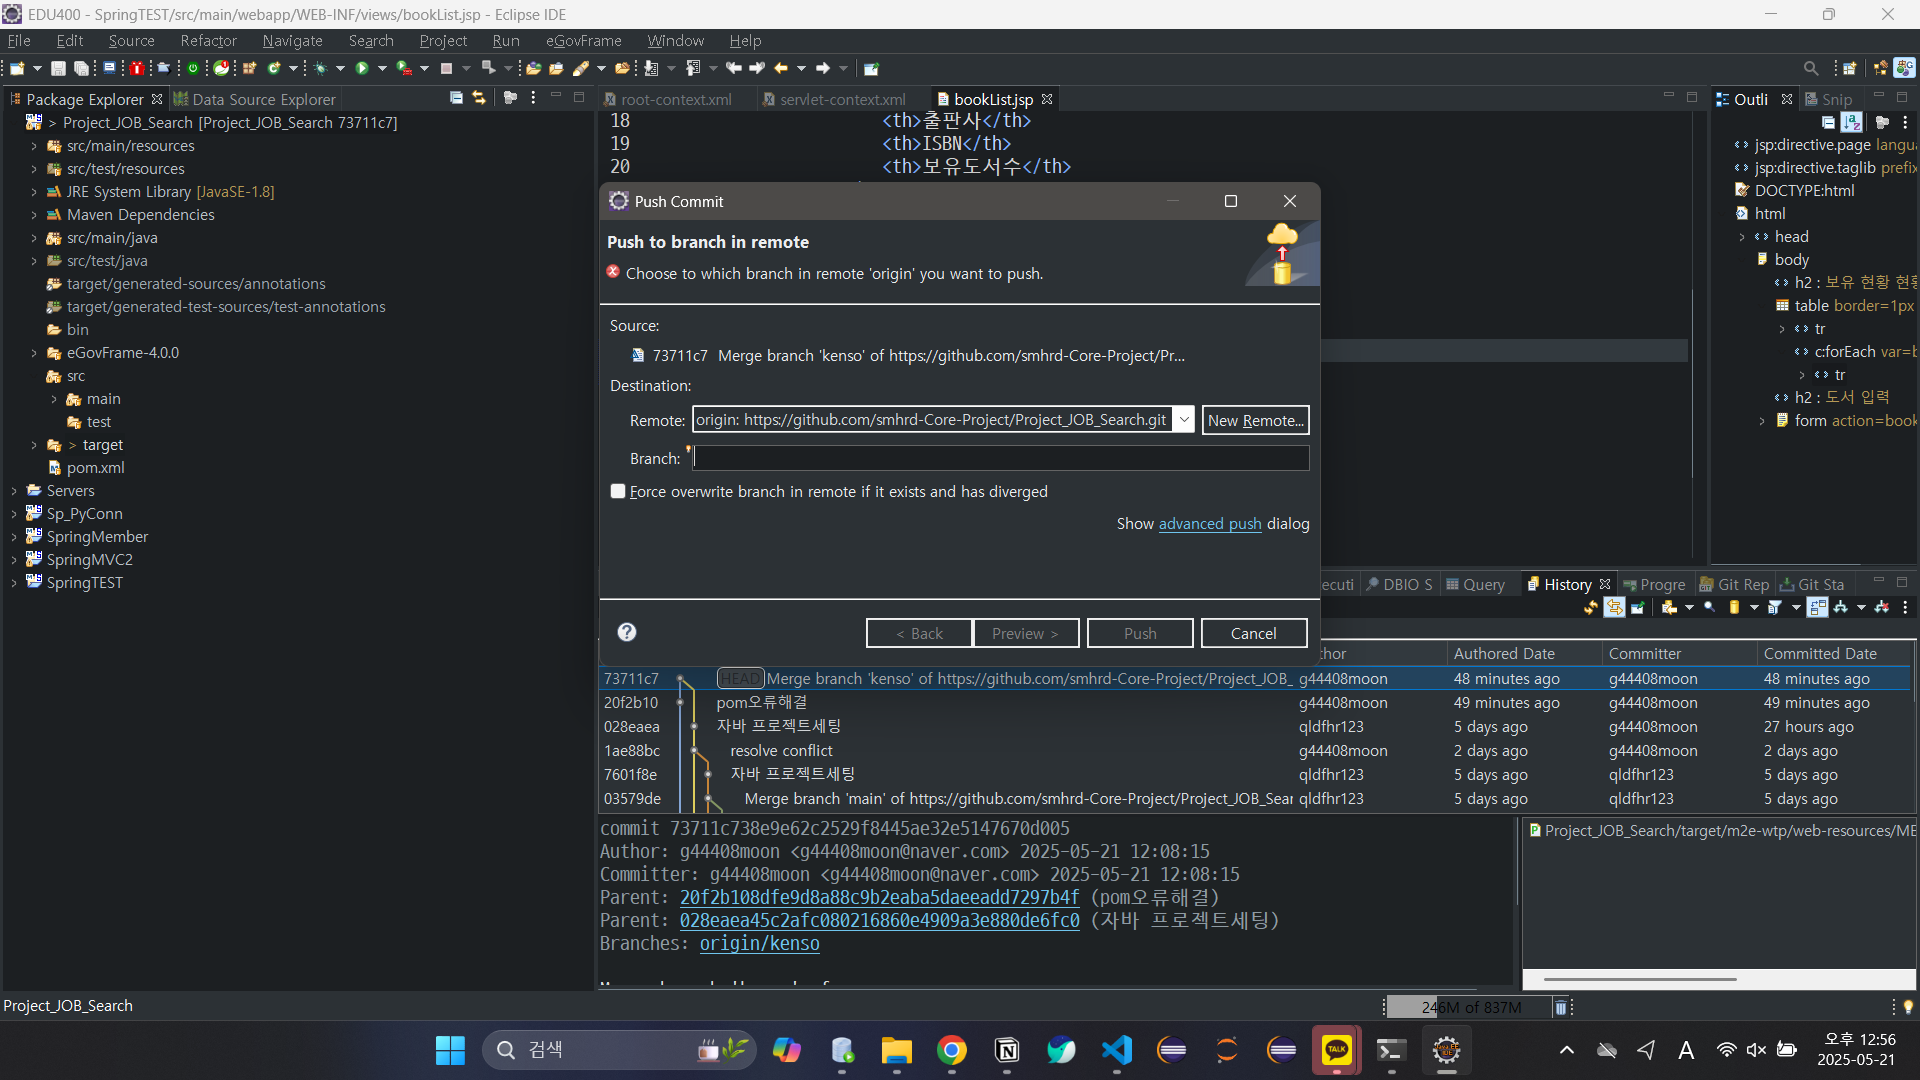 EDU400 - SpringTEST/src/main/webapp/WEB-INF/views/bookList.jsp - Eclipse IDE
File Edit Source Refactor Navigate Search Project Run eGovFrame Window Help
Package Explorer
Data Source Explorer
> Project_JOB_Search [Project_JOB_Search 73711c7]
src/main/resources
src/test/resources
JRE System Library [JavaSE-1.8]
Maven Dependencies
src/main/java
src/test/java
target/generated-sources/annotations
target/generated-test-sources/test-annotations
bin
eGovFrame-4.0.0
src
main
test
> target
pom.xml
Servers
Sp_PyConn
SpringMember
SpringMVC2
SpringTEST
root-context.xml
servlet-context.xml
bookList.jsp
18 <th>출판사</th>
19 <th>ISBN</th>
20 <th>보유도서수</th>
Push Commit
Push to branch in remote
Choose to which branch in remote 'origin' you want to push.
Source:
73711c7 Merge branch 'kenso' of https://github.com/smhrd-Core-Project/Pr...
Destination:
Remote: origin: https://github.com/smhrd-Core-Project/Project_JOB_Search.git
New Remote...
Branch:
Force overwrite branch in remote if it exists and has diverged
Show advanced push dialog
< Back
Preview >
Push
Cancel
Outli
Snip
jsp:directive.page langua
jsp:directive.taglib prefix
DOCTYPE:html
html
head
body
h2 : 보유 현황 현황
table border=1px
tr
c:forEach var=b
tr
h2 : 도서 입력
form action=book
ecuti
DBIO S
Query
History
Progre
Git Rep
Git Sta
hor Authored Date Committer Committed Date
73711c7 HEAD Merge branch 'kenso' of https://github.com/smhrd-Core-Project/Project_JOB_ g44408moon 48 minutes ago g44408moon 48 minutes ago
20f2b10 pom오류해결 g44408moon 49 minutes ago g44408moon 49 minutes ago
028eaea 자바 프로젝트세팅 qldfhr123 5 days ago g44408moon 27 hours ago
1ae88bc resolve conflict g44408moon 2 days ago g44408moon 2 days ago
7601f8e 자바 프로젝트세팅 qldfhr123 5 days ago qldfhr123 5 days ago
03579de Merge branch 'main' of https://github.com/smhrd-Core-Project/Project_JOB_Sear qldfhr123 5 days ago qldfhr123 5 days ago
commit 73711c738e9e62c2529f8445ae32e5147670d005
Author: g44408moon <g44408moon@naver.com> 2025-05-21 12:08:15
Committer: g44408moon <g44408moon@naver.com> 2025-05-21 12:08:15
Parent: 20f2b108dfe9d8a88c9b2eaba5daeeadd7297b4f (pom오류해결)
Parent: 028eaea45c2afc080216860e4909a3e880de6fc0 (자바 프로젝트세팅)
Branches: origin/kenso
Project_JOB_Search/target/m2e-wtp/web-resources/ME
Project_JOB_Search
246M of 837M
검색
TALK
A
오후 12:56
2025-05-21